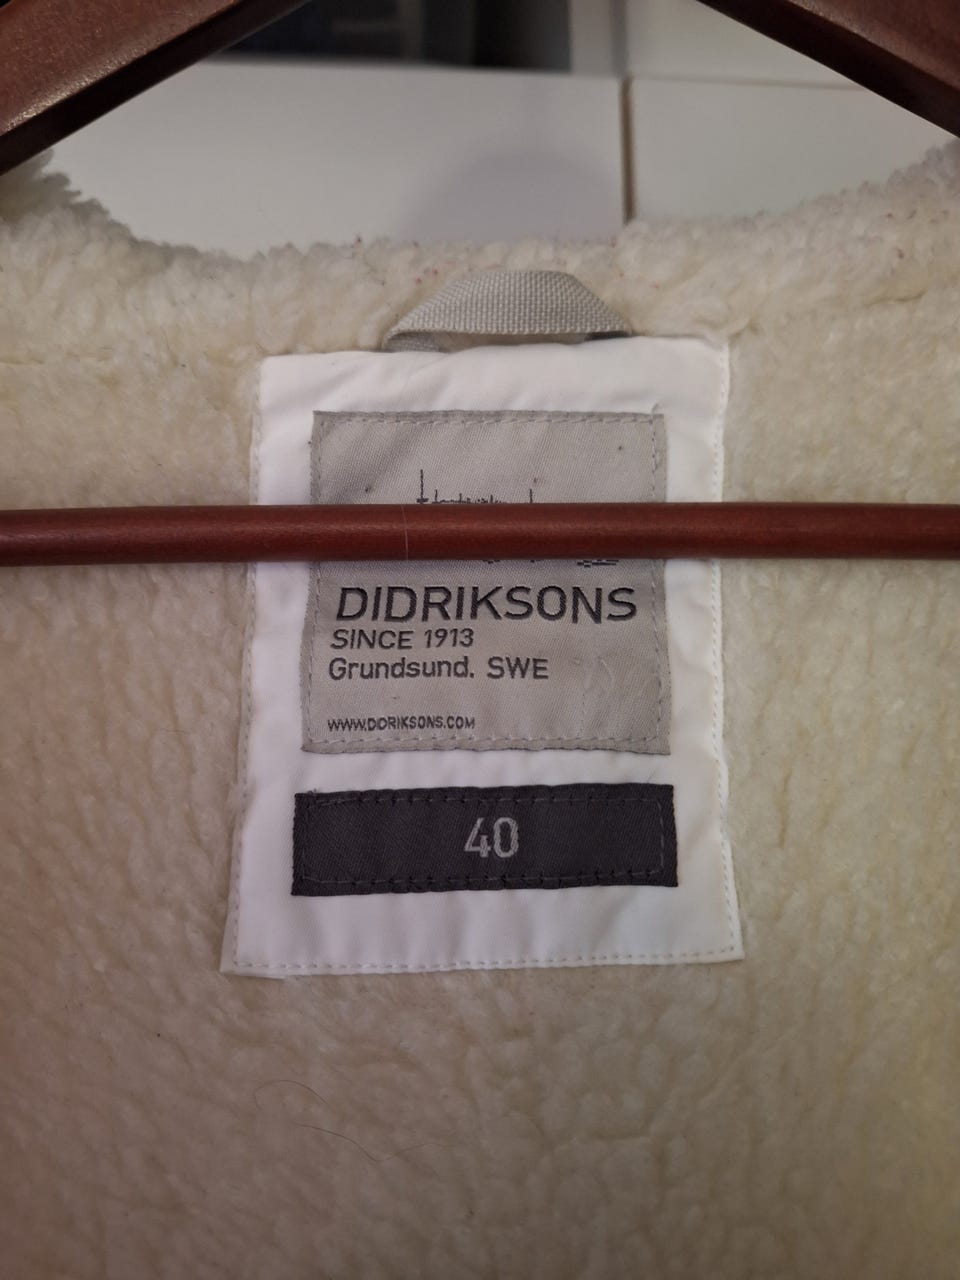 DIDRIKSONS
SINCE 1913
Grundsund. SWE
WWW.DIDRIKSONS.COM
40